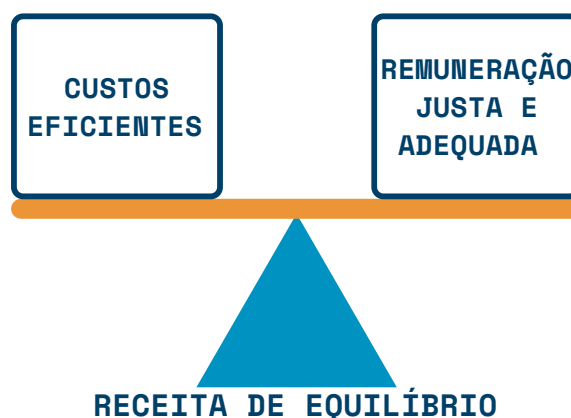 CUSTOS
EFICIENTES
REMUNERAÇÃO
JUSTA E
ADEQUADA
RECEITA DE EQUILÍBRIO